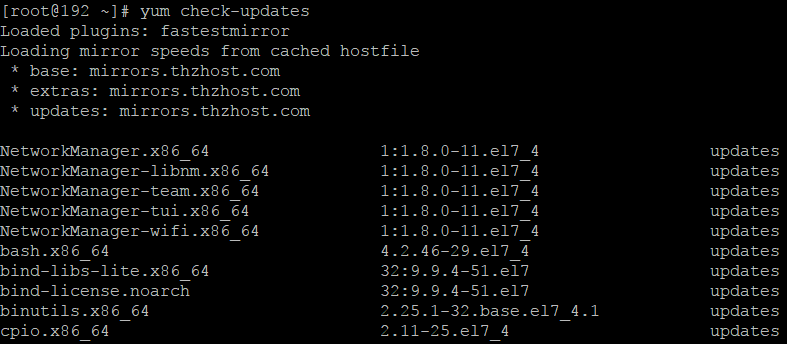 [root@192 ~]# yum check-updates
Loaded plugins: fastestmirror
Loading mirror speeds from cached hostfile
 * base: mirrors.thzhost.com
 * extras: mirrors.thzhost.com
 * updates: mirrors.thzhost.com
NetworkManager.x86_64 1:1.8.0-11.el7_4 updates
NetworkManager-libnm.x86_64 1:1.8.0-11.el7_4 updates
NetworkManager-team.x86_64 1:1.8.0-11.el7_4 updates
NetworkManager-tui.x86_64 1:1.8.0-11.el7_4 updates
NetworkManager-wifi.x86_64 1:1.8.0-11.el7_4 updates
bash.x86_64 4.2.46-29.el7_4 updates
bind-libs-lite.x86_64 32:9.9.4-51.el7 updates
bind-license.noarch 32:9.9.4-51.el7 updates
binutils.x86_64 2.25.1-32.base.el7_4.1 updates
cpio.x86_64 2.11-25.el7_4 updates